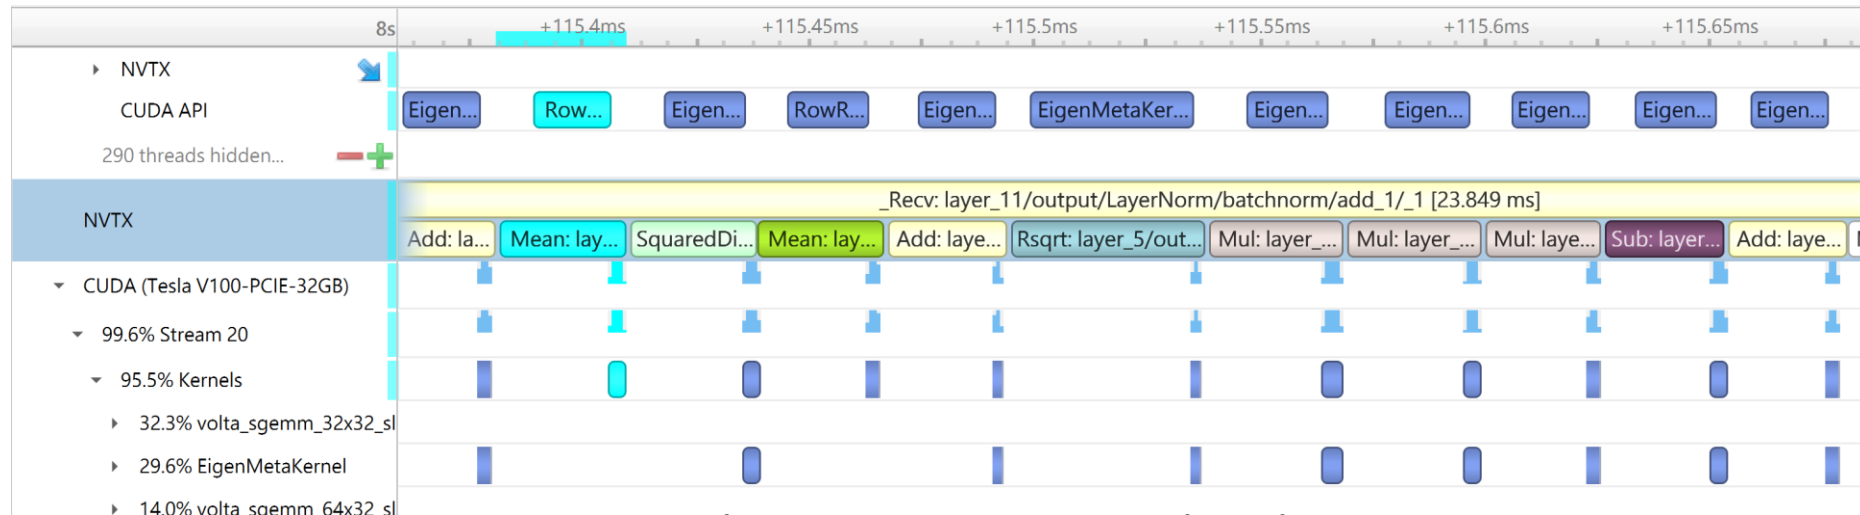 8s +115.4ms +115.45ms +115.5ms +115.55ms +115.6ms +115.65ms
NVTX
CUDA API Eigen... Row... Eigen... RowR... Eigen... EigenMetaKer... Eigen... Eigen... Eigen... Eigen... Eigen...
290 threads hidden...
_Recv: layer_11/output/LayerNorm/batchnorm/add_1/_1 [23.849 ms]
NVTX
Add: la... Mean: lay... SquaredDi... Mean: lay... Add: laye... Rsqrt: layer_5/out... Mul: layer_... Mul: layer_... Mul: laye... Sub: layer... Add: laye...
CUDA (Tesla V100-PCIE-32GB)
99.6% Stream 20
95.5% Kernels
32.3% volta_sgemm_32x32_sl
29.6% EigenMetaKernel
14.0% volta_sgemm_64x32_sl